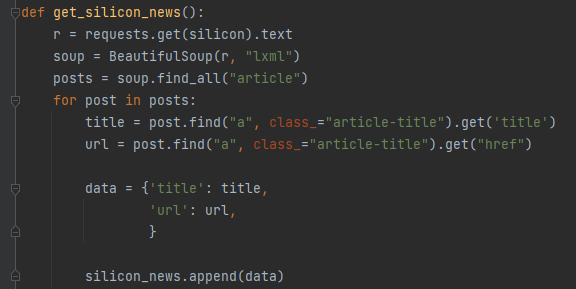 def get_silicon_news():
    r = requests.get(silicon).text
    soup = BeautifulSoup(r, "lxml")
    posts = soup.find_all("article")
    for post in posts:
        title = post.find("a", class_="article-title").get('title')
        url = post.find("a", class_="article-title").get("href")
        data = {'title': title,
                'url': url,
                }
        silicon_news.append(data)